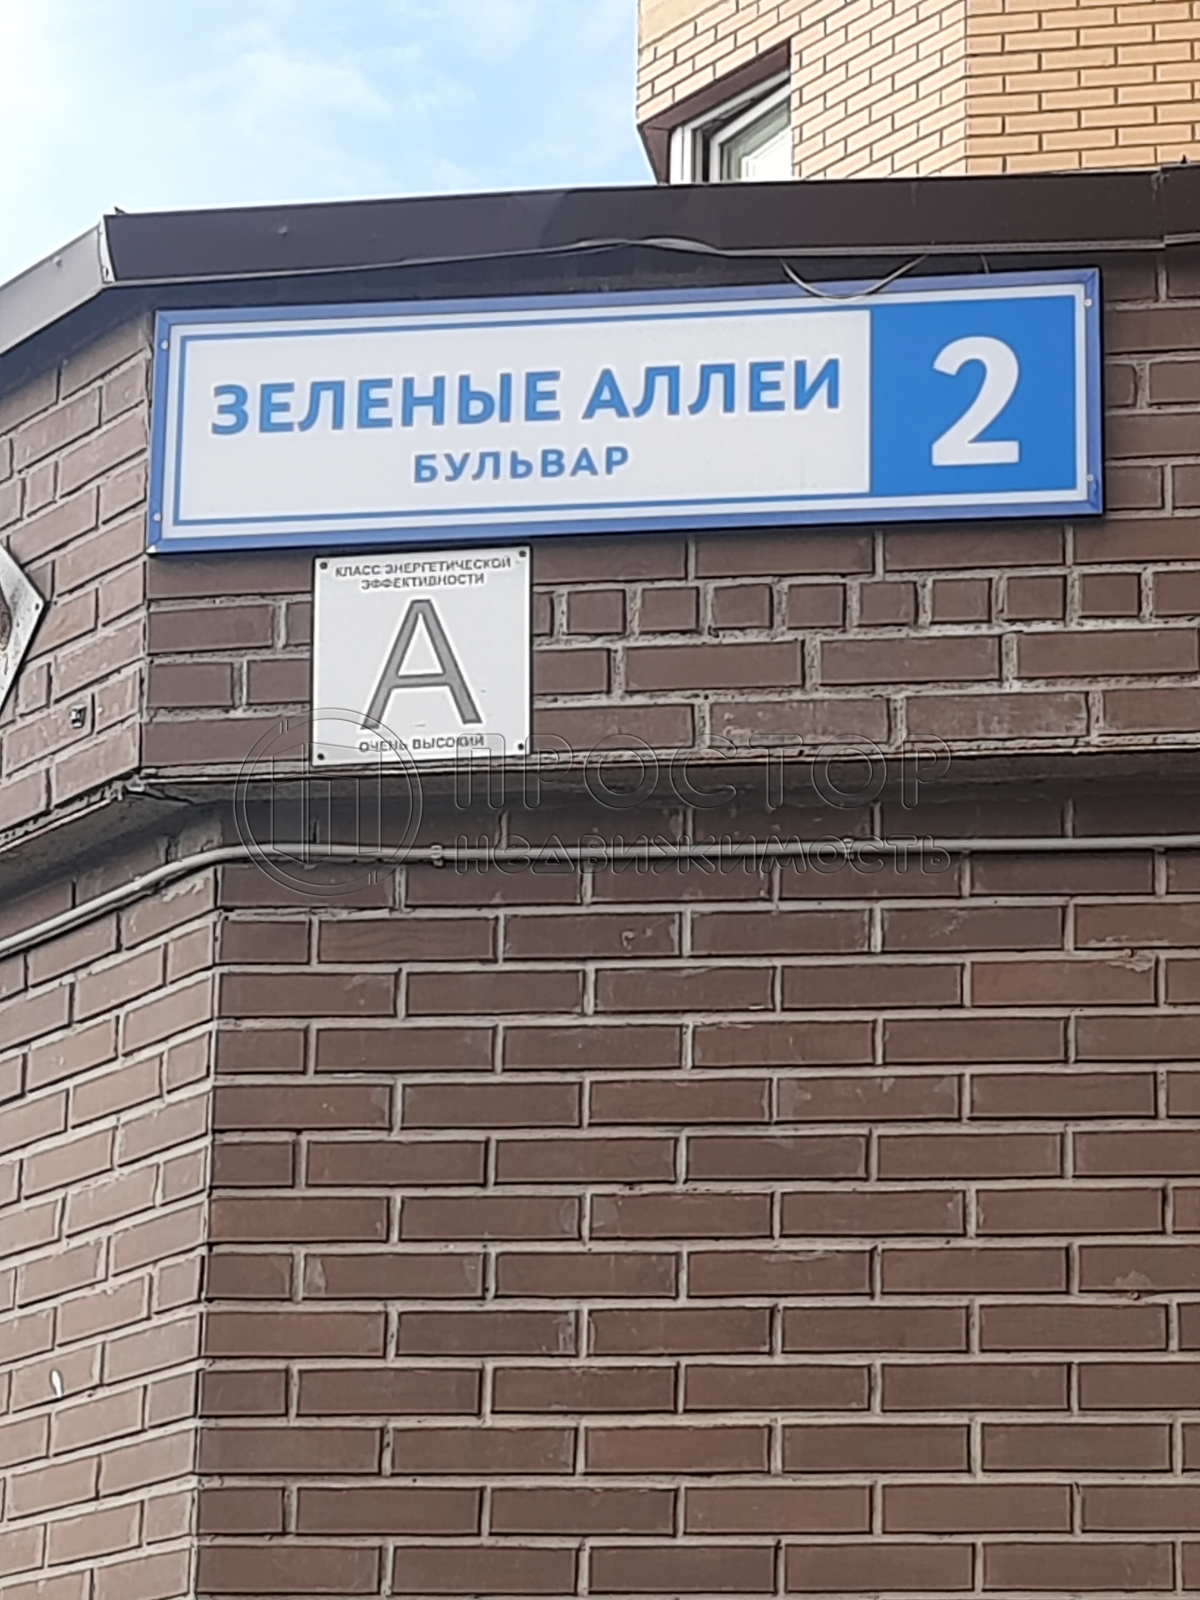 ЗЕЛЕНЫЕ АЛЛЕИ
БУЛЬВАР
2
КЛАСС ЭНЕРГЕТИЧЕСКОЙ
ЭФФЕКТИВНОСТИ
А
ОЧЕНЬ ВЫСОКИЙ
ПРОСТОР
НЕДВИЖИМОСТЬ